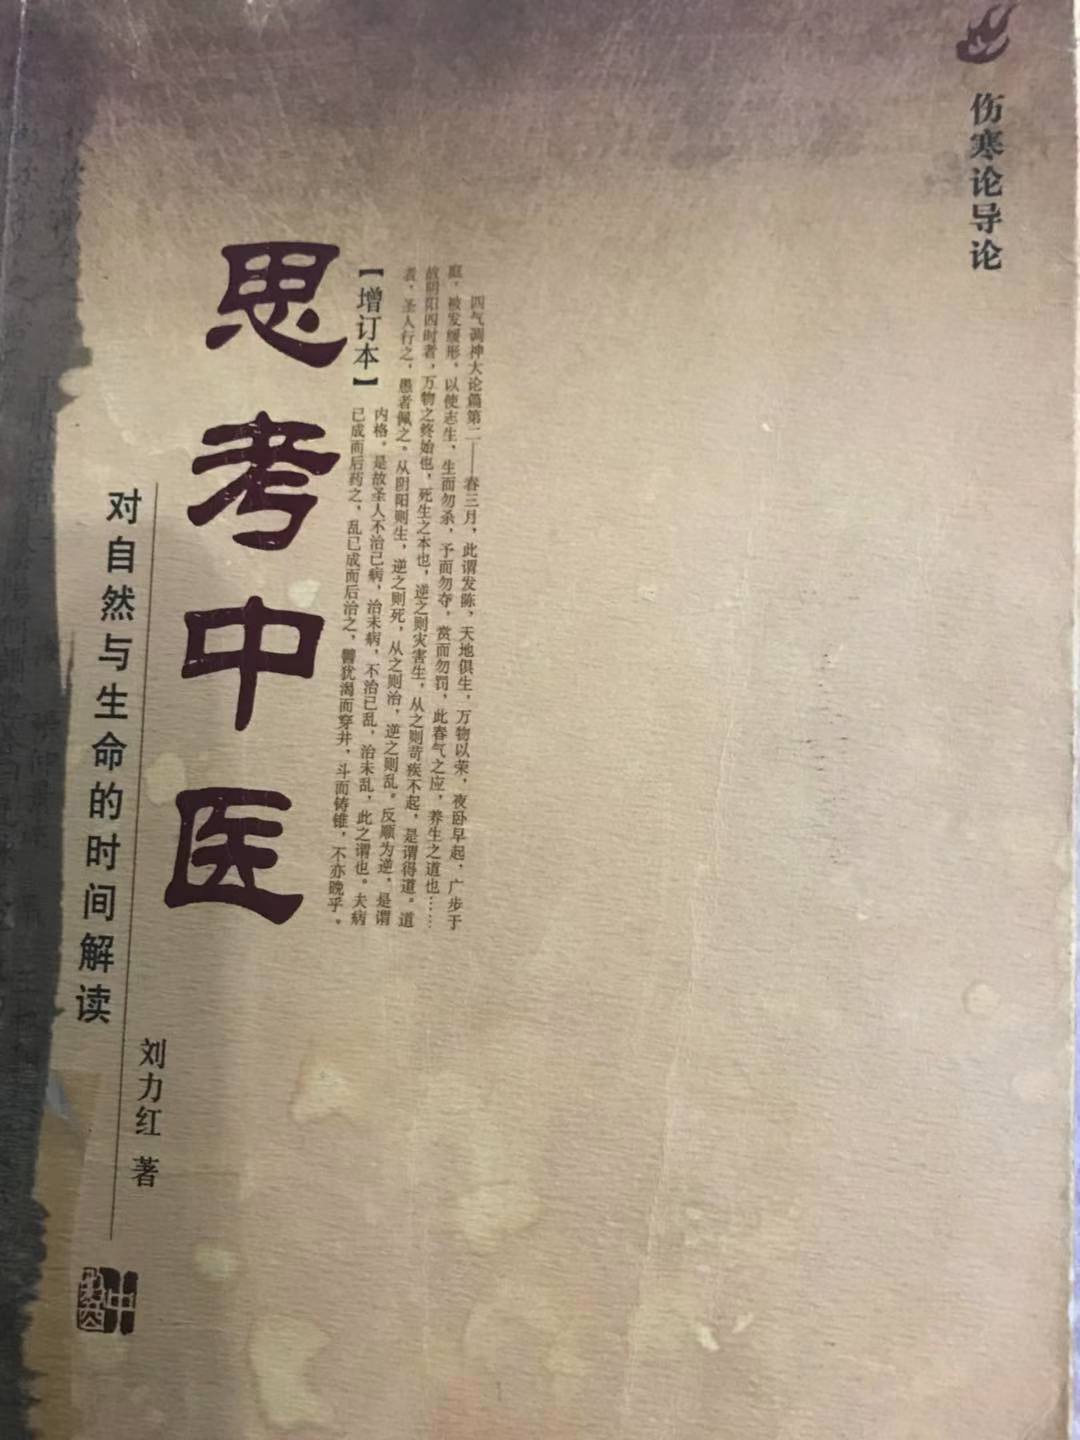 伤寒论导论
四气调神大论篇第二——春三月，此谓发陈，天地俱生，万物以荣，夜卧早起，广步于
庭，被发缓形，以使志生，生而勿杀，予而勿夺，赏而勿罚，此春气之应，养生之道也……
故阴阳四时者，万物之终始也，死生之本也，逆之则灾害生，从之则苛疾不起，是谓得道。道
者，圣人行之，愚者佩之。从阴阳则生，逆之则死，从之则治，逆之则乱。反顺为逆，是谓
内格。是故圣人不治已病，治未病，不治已乱，治未乱，此之谓也。夫病
已成而后药之，乱已成而后治之，譬犹渴而穿井，斗而铸锥，不亦晚乎。
【增订本】
思考中医
对自然与生命的时间解读
刘力红 著